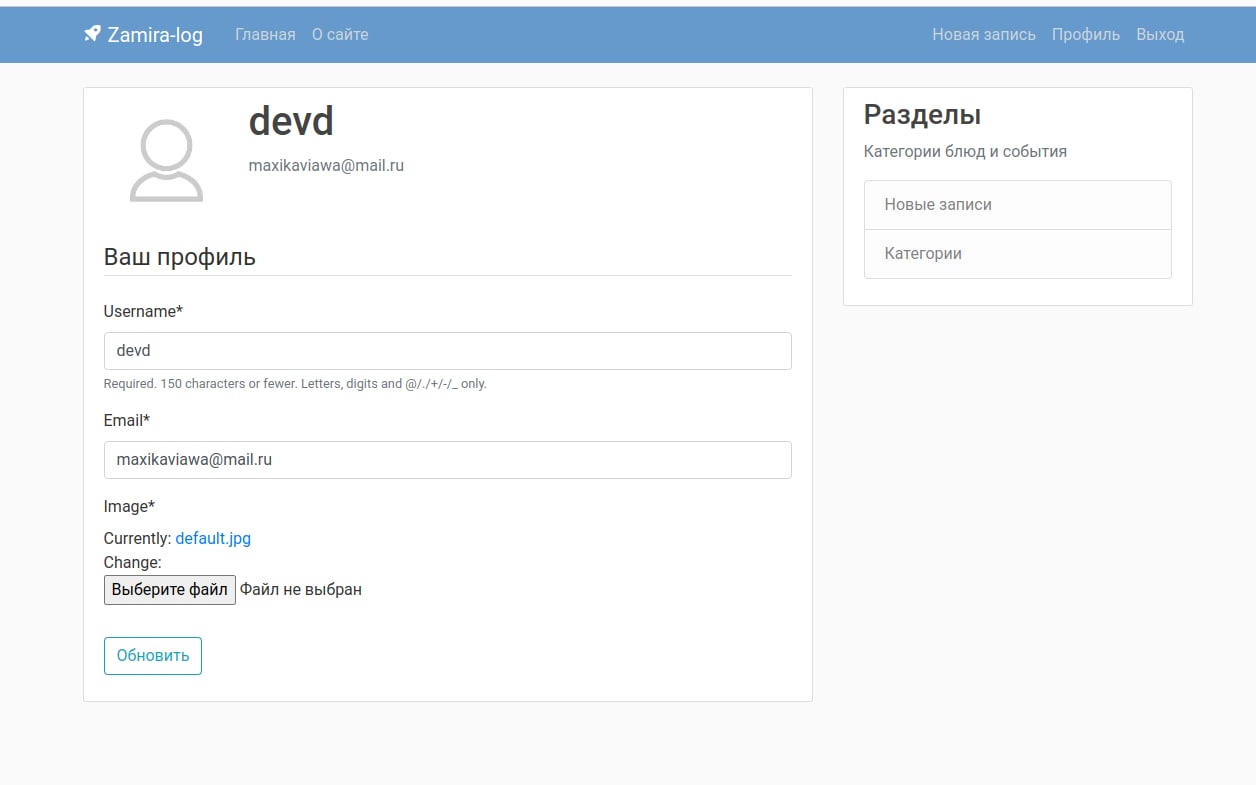 Zamira-log Главная О сайте Новая запись Профиль Выход
devd
maxikaviawa@mail.ru
Ваш профиль
Username*
devd
Required. 150 characters or fewer. Letters, digits and @/./+/-/_ only.
Email*
maxikaviawa@mail.ru
Image*
Currently: default.jpg
Change:
Выберите файл Файл не выбран
Обновить
Разделы
Категории блюд и события
Новые записи
Категории